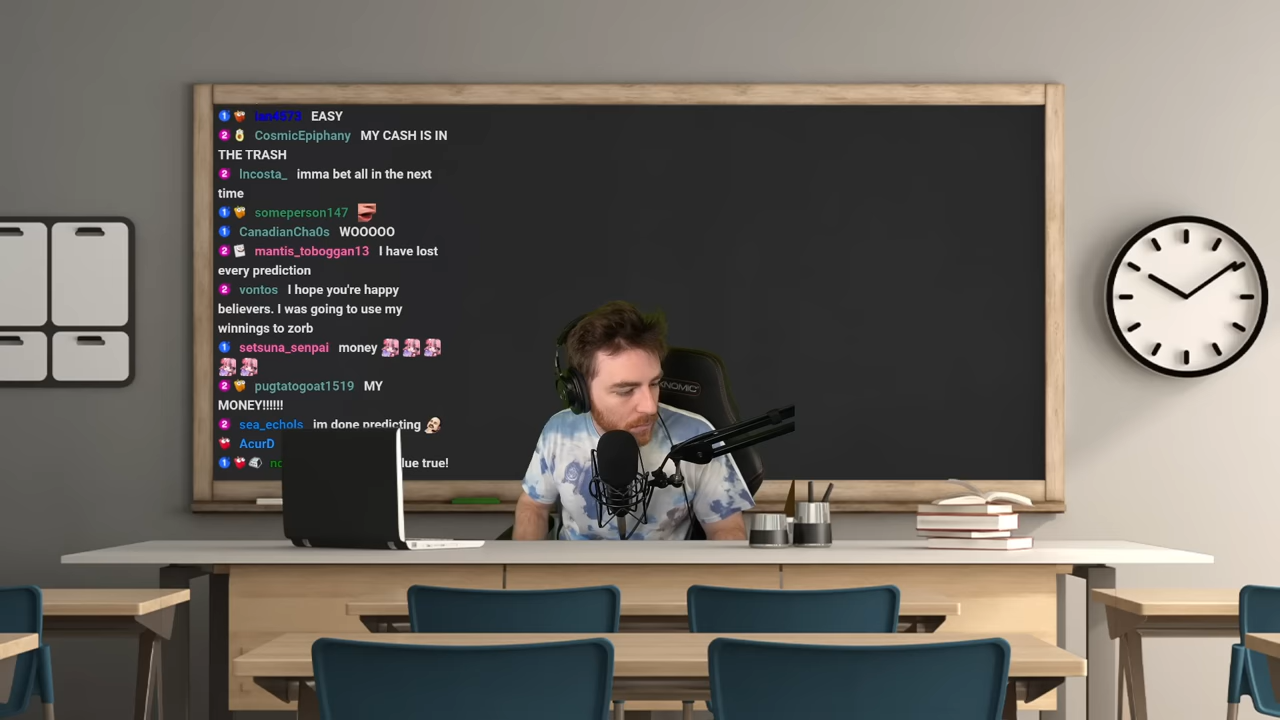 EASY
CosmicEpiphany MY CASH IS IN
THE TRASH
lncosta_ imma bet all in the next
time
someperson147
CanadianCha0s WOOOOO
mantis_toboggan13 I have lost
every prediction
vontos I hope you're happy
believers. I was going to use my
winnings to zorb
setsuna_senpai money
pugtatogoat1519 MY
MONEY!!!!!!
sea_echols im done predicting
AcurD
lue true!